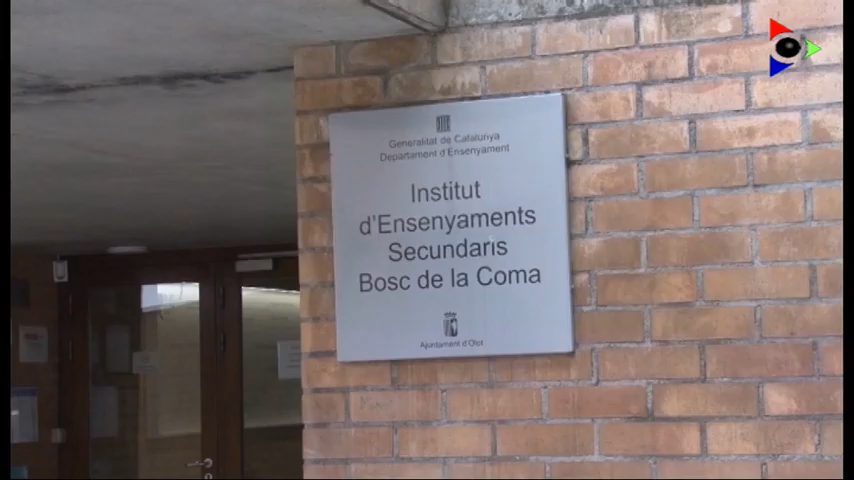 Generalitat de Catalunya
Departament d'Ensenyament
Institut
d'Ensenyaments
Secundaris
Bosc de la Coma
Ajuntament d'Olot